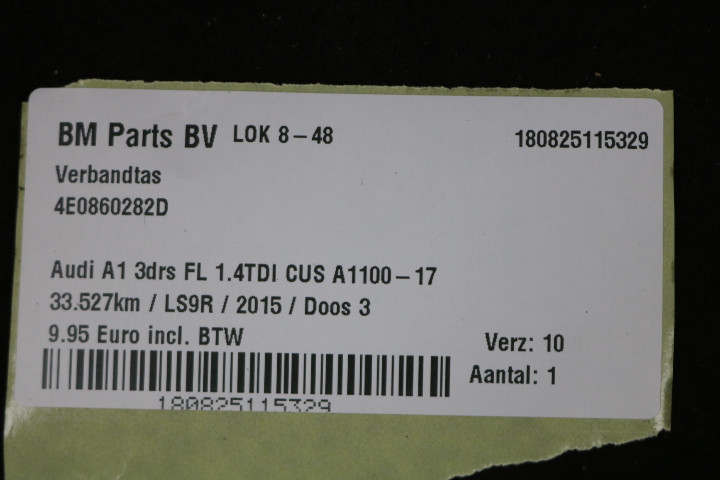 BM Parts BV LOK 8-48 180825115329
Verbandtas
4E0860282D
Audi A1 3drs FL 1.4TDI CUS A1100-17
33.527km / LS9R / 2015 / Doos 3
9.95 Euro incl. BTW Verz: 10
Aantal: 1
180825115329